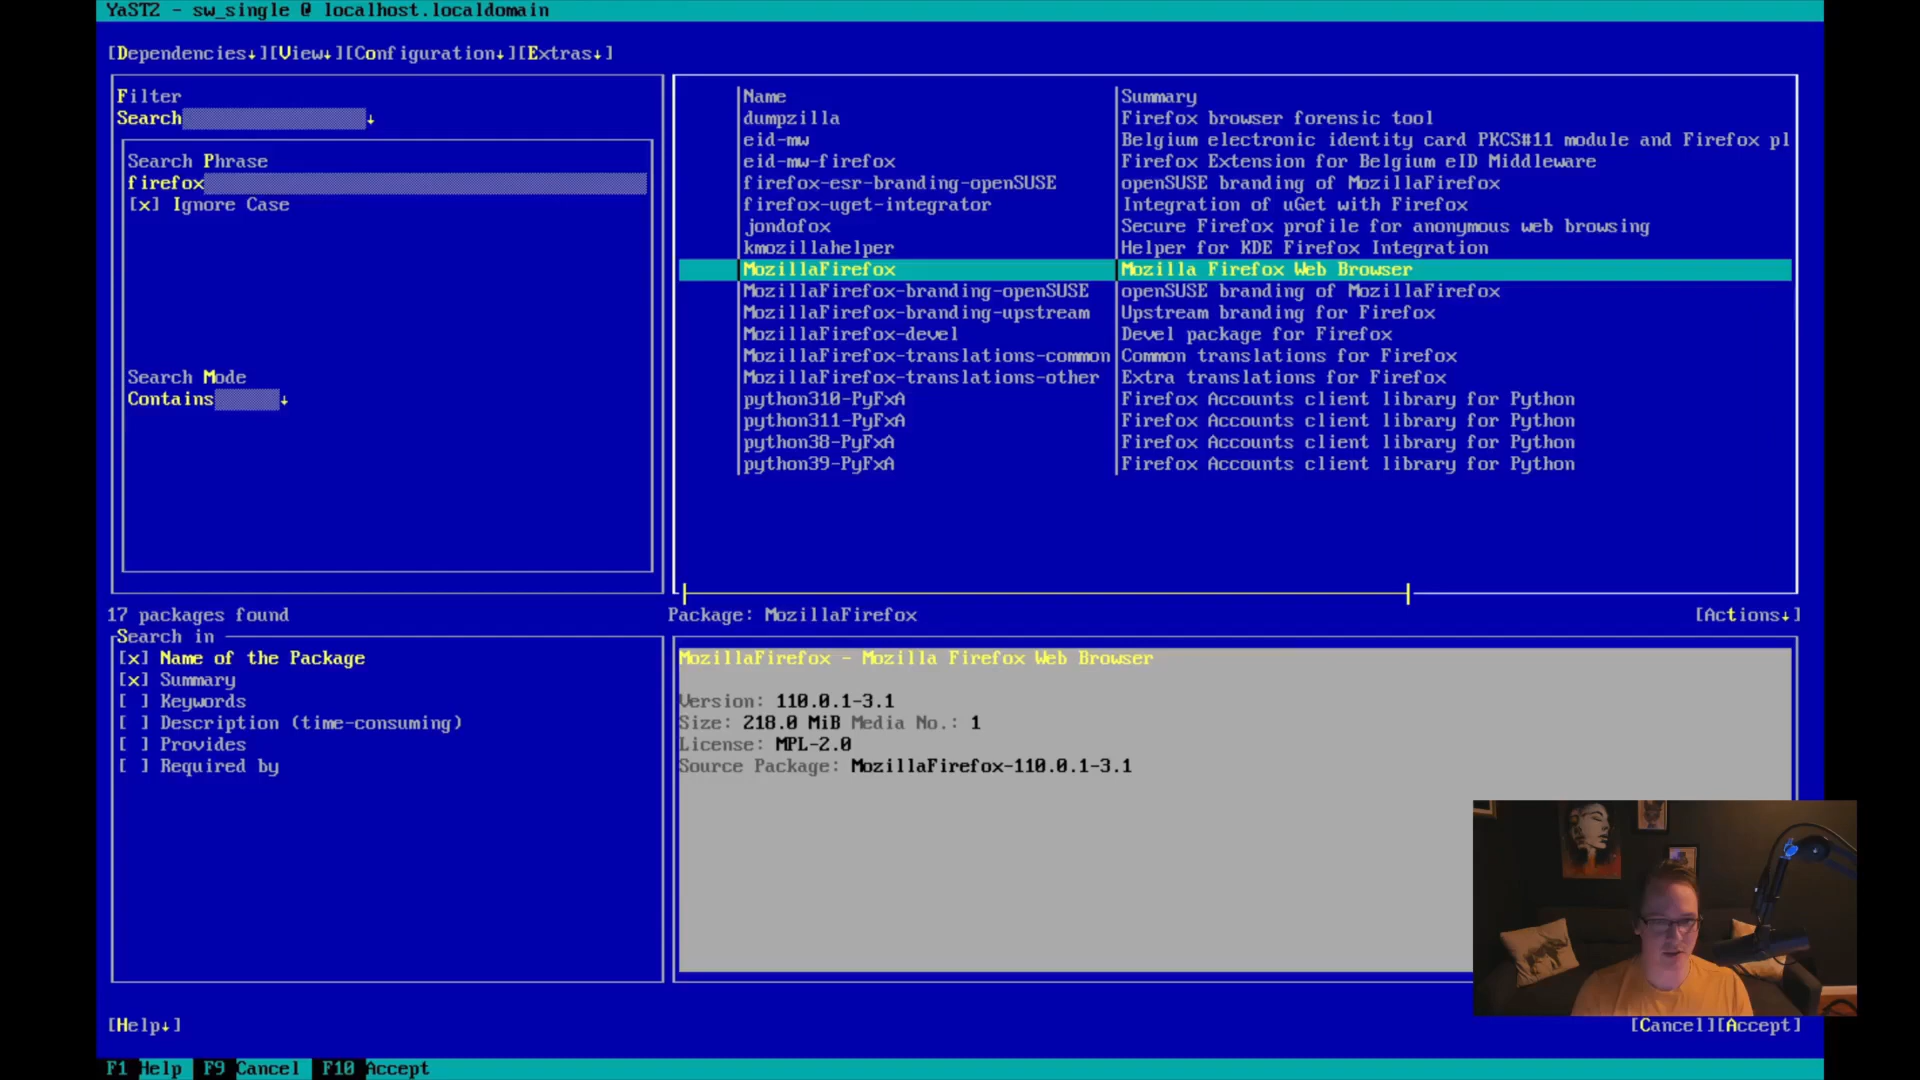 YaST2 - sw_single @ localhost.localdomain
[Dependencies↓][View↓][Configuration↓][Extras↓]
Filter
Search↓
Search Phrase
firefox
[x] Ignore Case
Search Mode
Contains↓
Name Summary
dumpzilla Firefox browser forensic tool
eid-mw Belgium electronic identity card PKCS#11 module and Firefox pl
eid-mw-firefox Firefox Extension for Belgium eID Middleware
firefox-esr-branding-openSUSE openSUSE branding of MozillaFirefox
firefox-uget-integrator Integration of uGet with Firefox
jondofox Secure Firefox profile for anonymous web browsing
kmozillahelper Helper for KDE Firefox Integration
MozillaFirefox Mozilla Firefox Web Browser
MozillaFirefox-branding-openSUSE openSUSE branding of MozillaFirefox
MozillaFirefox-branding-upstream Upstream branding for Firefox
MozillaFirefox-devel Devel package for Firefox
MozillaFirefox-translations-common Common translations for Firefox
MozillaFirefox-translations-other Extra translations for Firefox
python310-PyFxA Firefox Accounts client library for Python
python311-PyFxA Firefox Accounts client library for Python
python38-PyFxA Firefox Accounts client library for Python
python39-PyFxA Firefox Accounts client library for Python
17 packages found
Package: MozillaFirefox [Actions↓]
Search in
[x] Name of the Package
[x] Summary
[ ] Keywords
[ ] Description (time-consuming)
[ ] Provides
[ ] Required by
MozillaFirefox - Mozilla Firefox Web Browser
Version: 110.0.1-3.1
Size: 218.0 MiB Media No.: 1
License: MPL-2.0
Source Package: MozillaFirefox-110.0.1-3.1
[Help↓] [Cancel][Accept]
F1 Help F9 Cancel F10 Accept